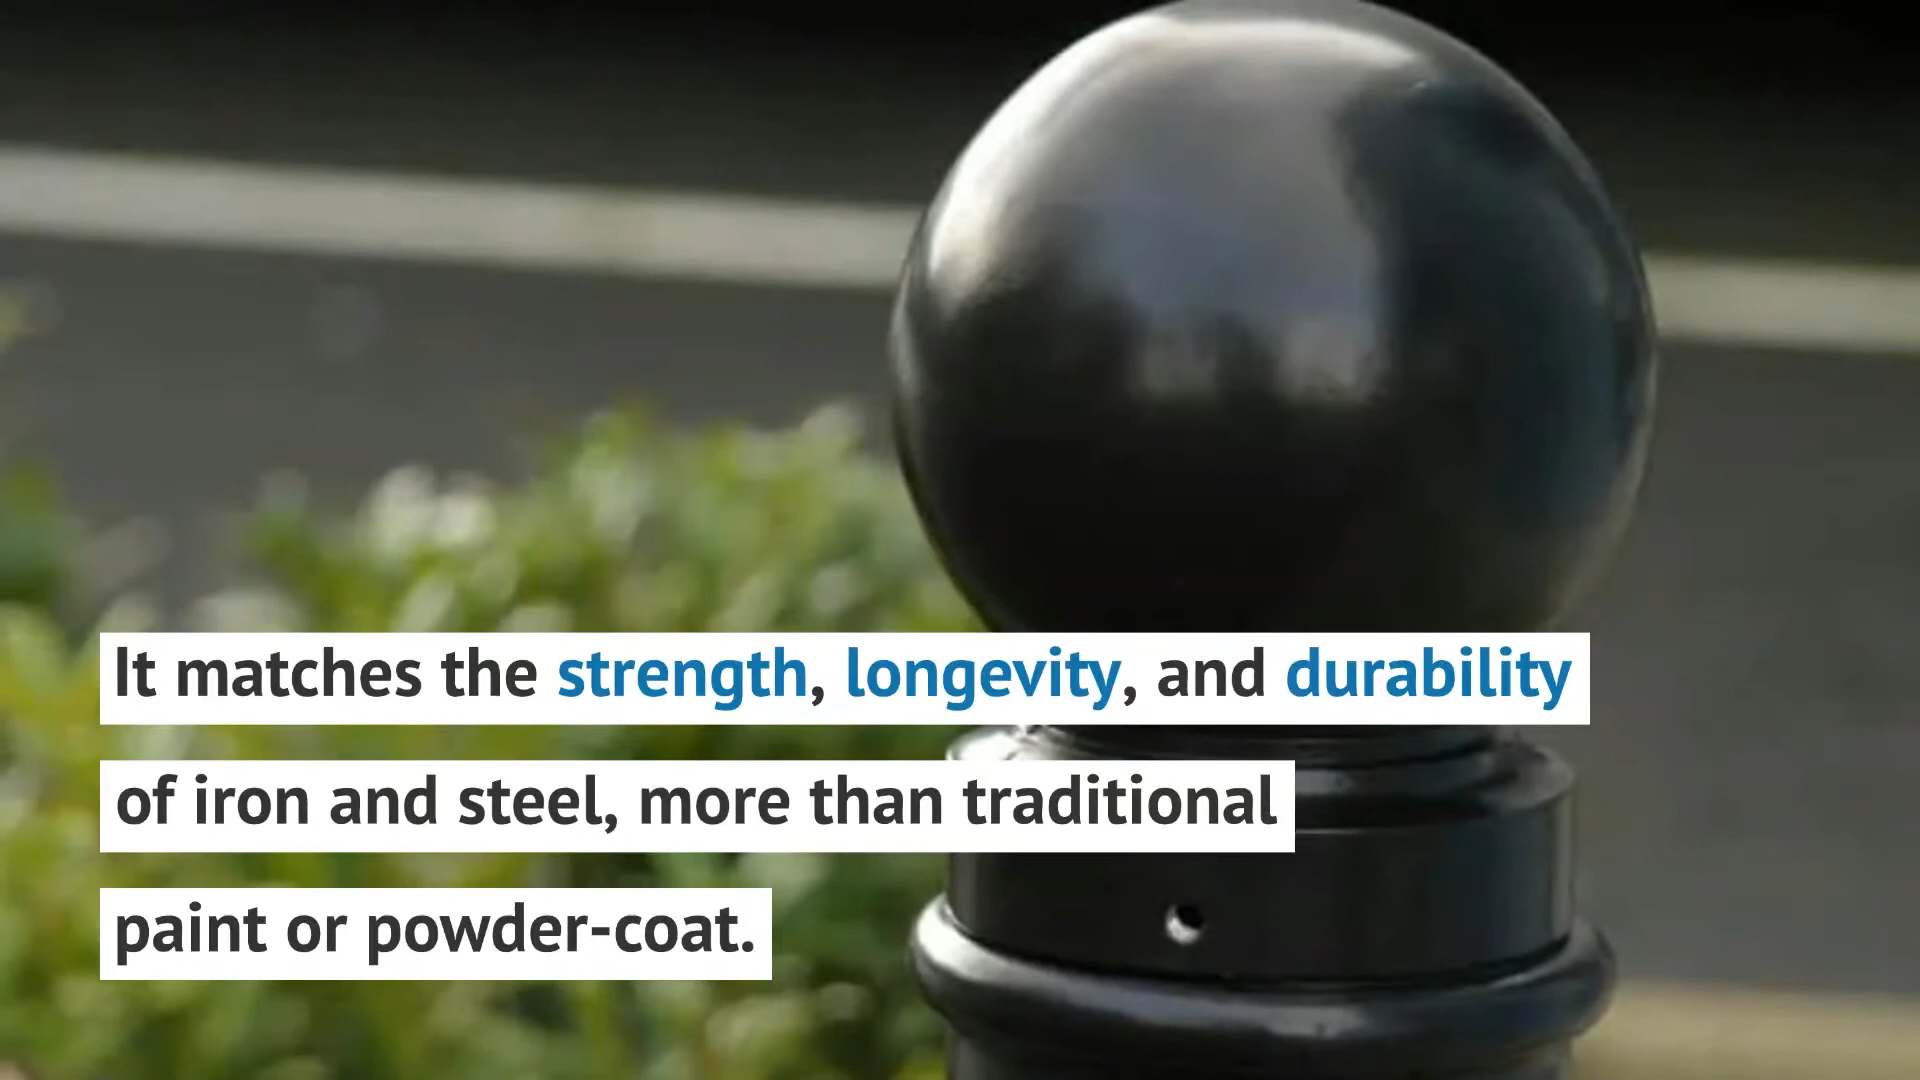 It matches the strength, longevity, and durability
of iron and steel, more than traditional
paint or powder-coat.